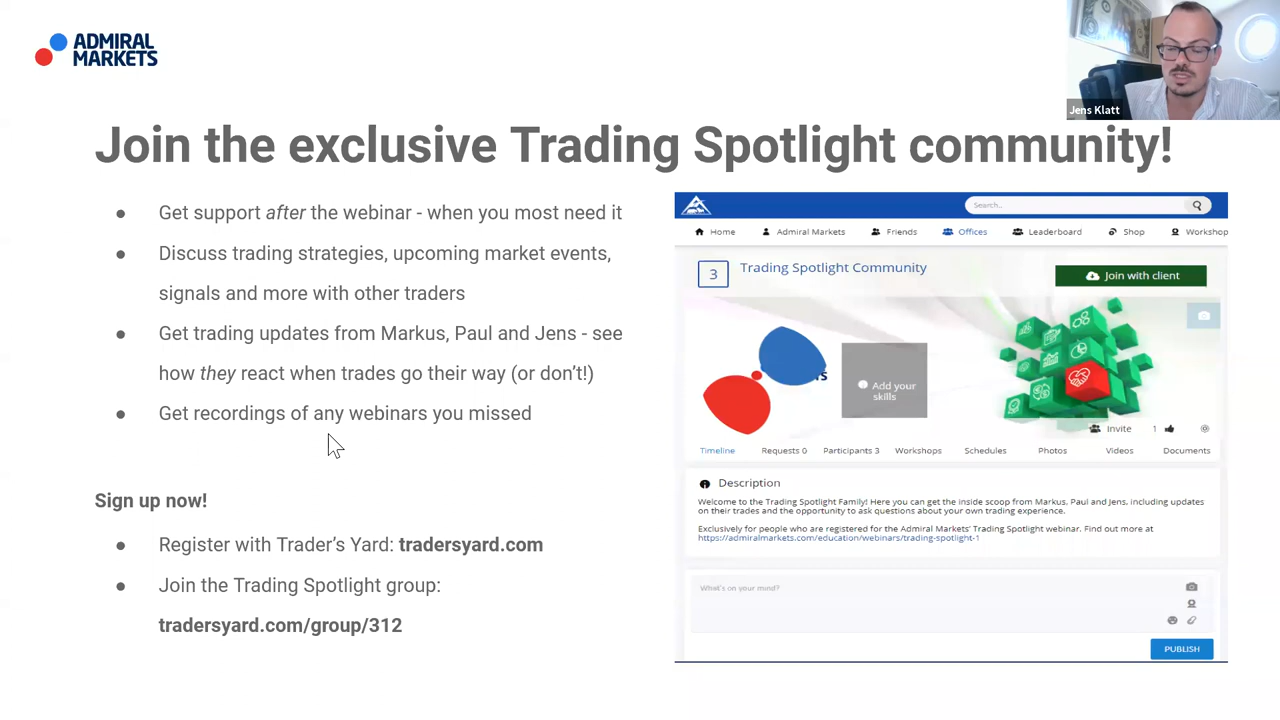 ADMIRAL
MARKETS
Jens Klatt
Join the exclusive Trading Spotlight community!
● Get support after the webinar - when you most need it
● Discuss trading strategies, upcoming market events,
signals and more with other traders
● Get trading updates from Markus, Paul and Jens - see
how they react when trades go their way (or don't!)
● Get recordings of any webinars you missed
Sign up now!
● Register with Trader's Yard: tradersyard.com
● Join the Trading Spotlight group:
tradersyard.com/group/312
Search...
Home Admiral Markets Friends Offices Leaderboard Shop Workshop
3 Trading Spotlight Community
Join with client
Add your
skills
Invite 1
Timeline Requests 0 Participants 3 Workshops Schedules Photos Videos Documents
Description
Welcome to the Trading Spotlight Family! Here you can get the inside scoop from Markus, Paul and Jens, including updates
on their trades and the opportunity to ask questions about your own trading experience.
Exclusively for people who are registered for the Admiral Markets' Trading Spotlight webinar. Find out more at
https://admiralmarkets.com/education/webinars/trading-spotlight-1
What's on your mind?
PUBLISH